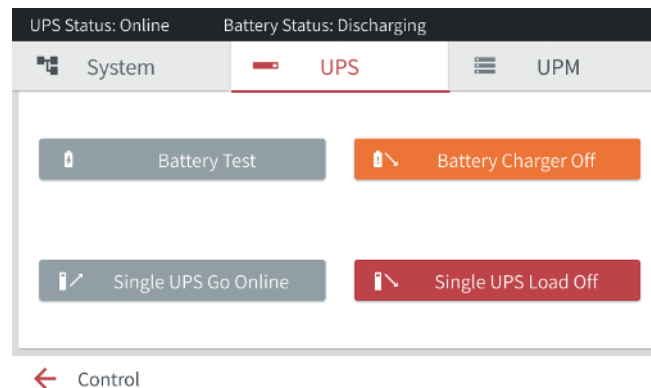 UPS Status: Online Battery Status: Discharging
System UPS UPM
Battery Test Battery Charger Off
Single UPS Go Online Single UPS Load Off
Control